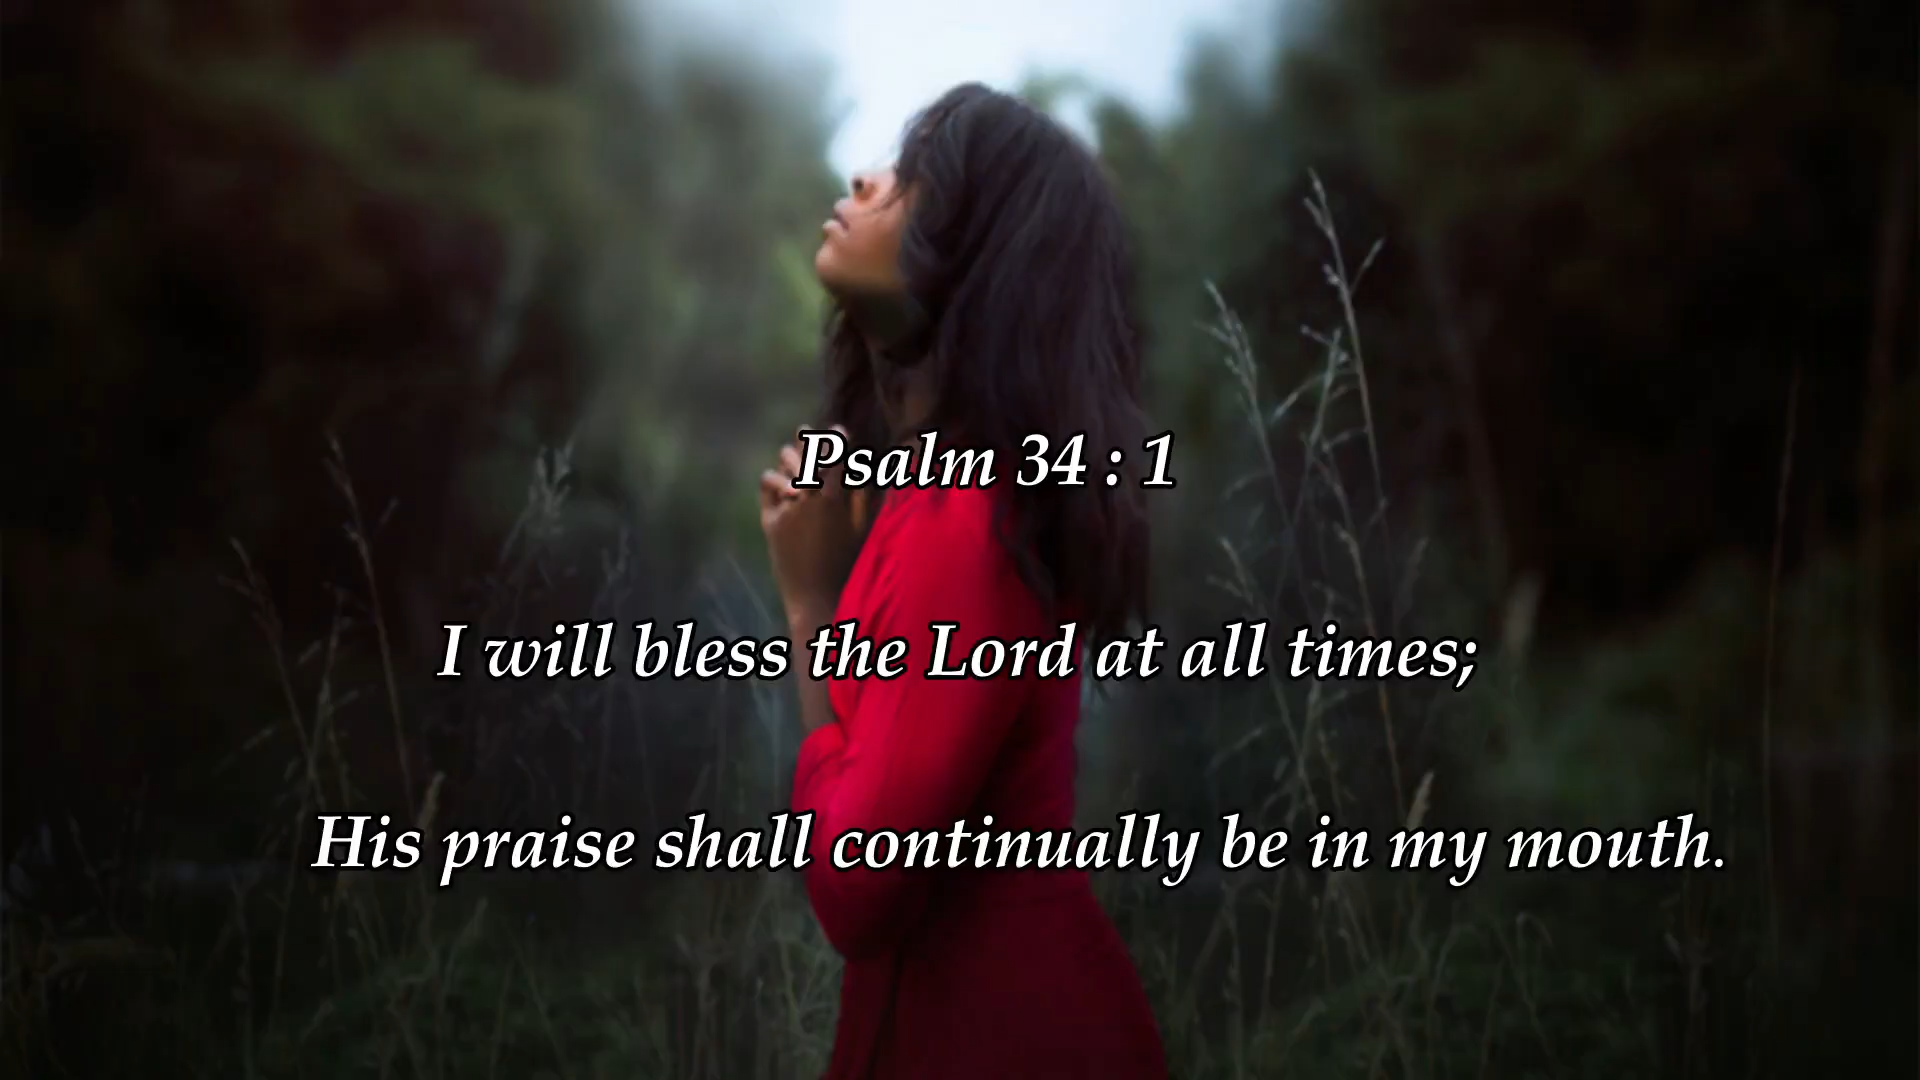 Psalm 34 : 1
I will bless the Lord at all times;
His praise shall continually be in my mouth.